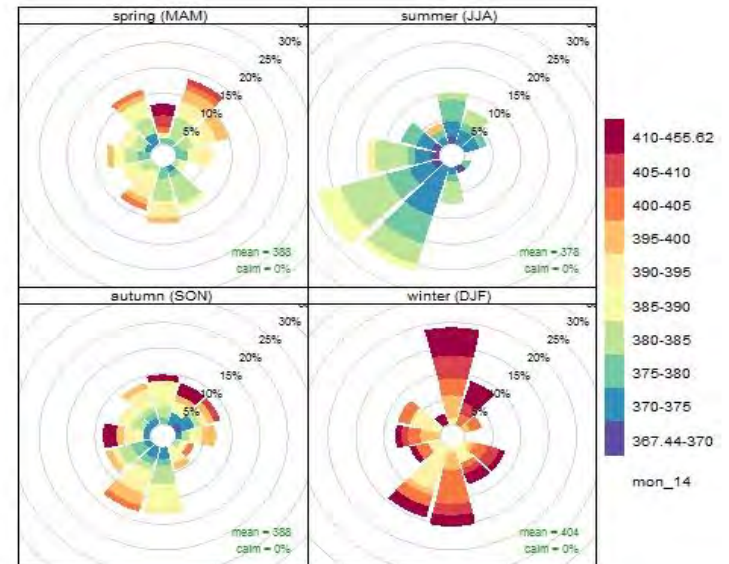 spring (MAM)
30%
25%
20%
15%
10%
5%
mean = 388
calm = 0%
summer (JJA)
30%
25%
20%
15%
10%
5%
mean = 378
calm = 0%
autumn (SON)
30%
25%
20%
15%
10%
5%
mean = 388
calm = 0%
winter (DJF)
30%
25%
20%
15%
10%
5%
mean = 404
calm = 0%
410-455.62
405-410
400-405
395-400
390-395
385-390
380-385
375-380
370-375
367.44-370
mon_14